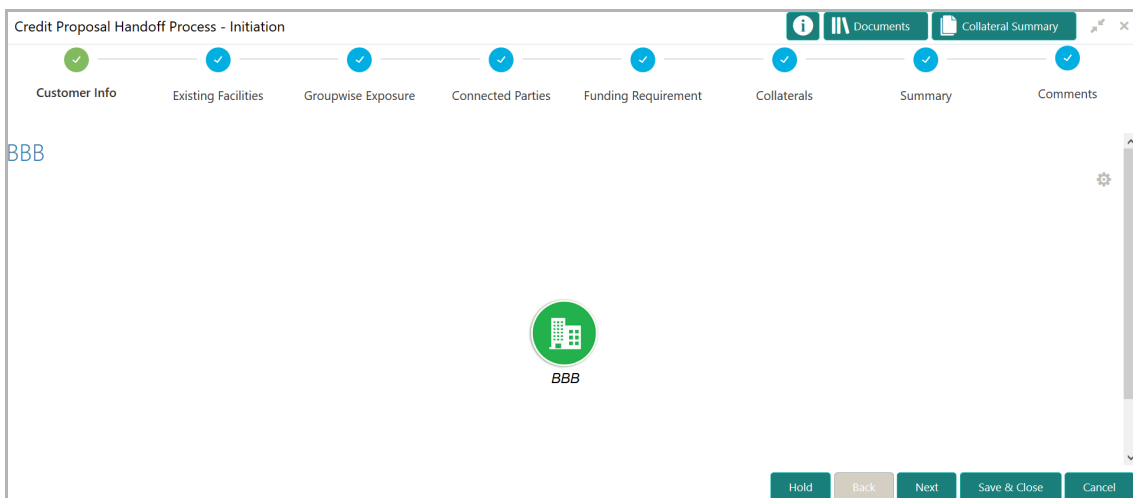 Credit Proposal Handoff Process - Initiation
Documents
Collateral Summary
Customer Info
Existing Facilities
Groupwise Exposure
Connected Parties
Funding Requirement
Collaterals
Summary
Comments
BBB
BBB
Hold
Back
Next
Save & Close
Cancel